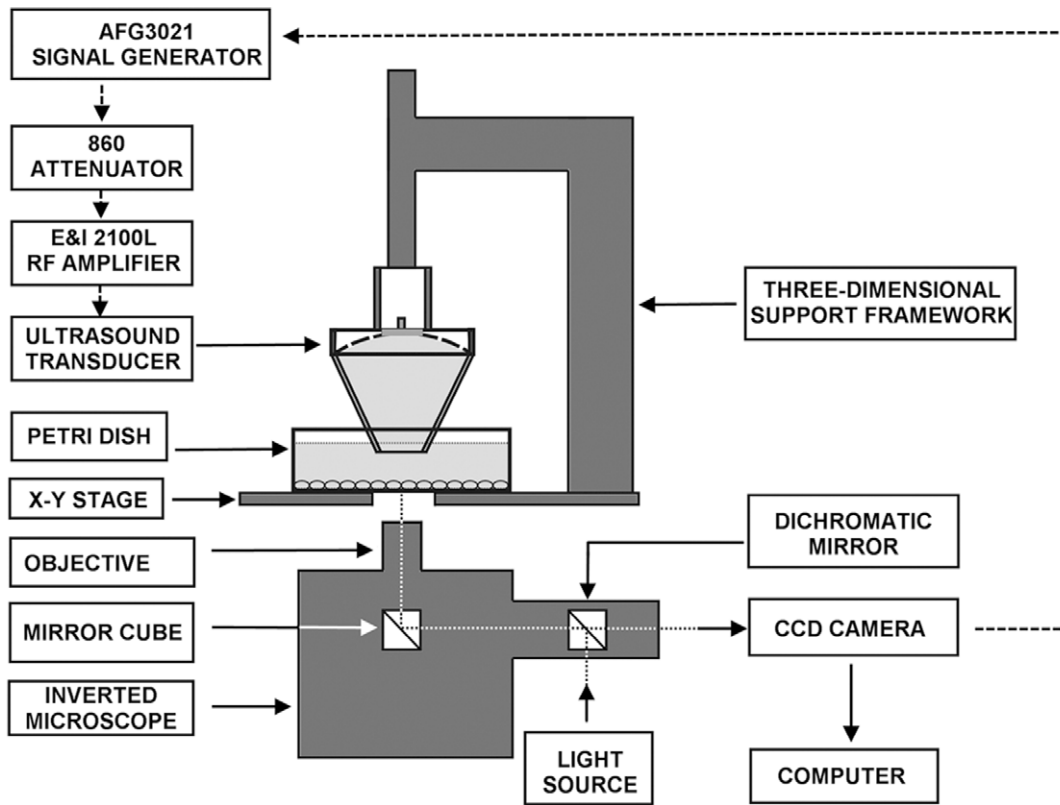 AFG3021
SIGNAL GENERATOR
860
ATTENUATOR
E&I 2100L
RF AMPLIFIER
ULTRASOUND
TRANSDUCER
THREE-DIMENSIONAL
SUPPORT FRAMEWORK
PETRI DISH
X-Y STAGE
OBJECTIVE
DICHROMATIC
MIRROR
MIRROR CUBE
CCD CAMERA
INVERTED
MICROSCOPE
LIGHT
SOURCE
COMPUTER